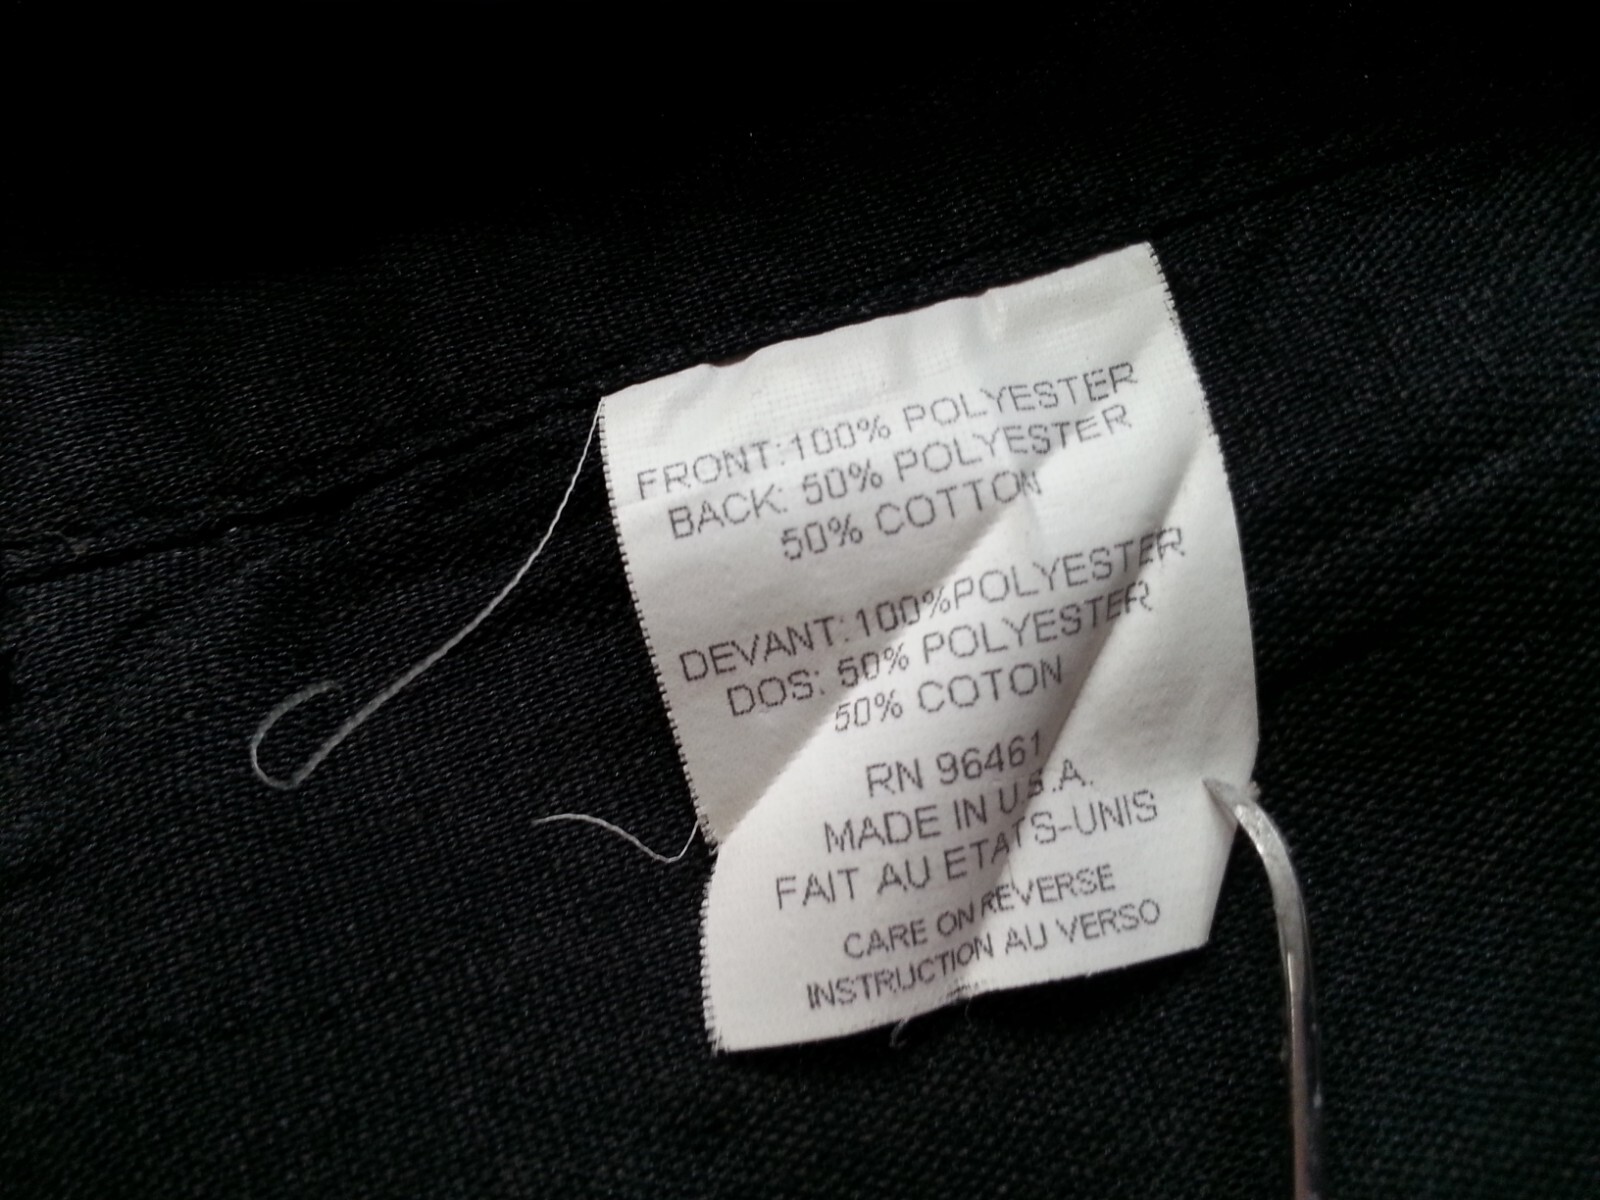 FRONT:100% POLYESTER
BACK: 50% POLYESTER
50% COTTON
DEVANT:100%POLYESTER
DOS: 50% POLYESTER
50% COTON
RN 96461
MADE IN U.S.A.
FAIT AU ETATS-UNIS
CARE ON REVERSE
INSTRUCTION AU VERSO